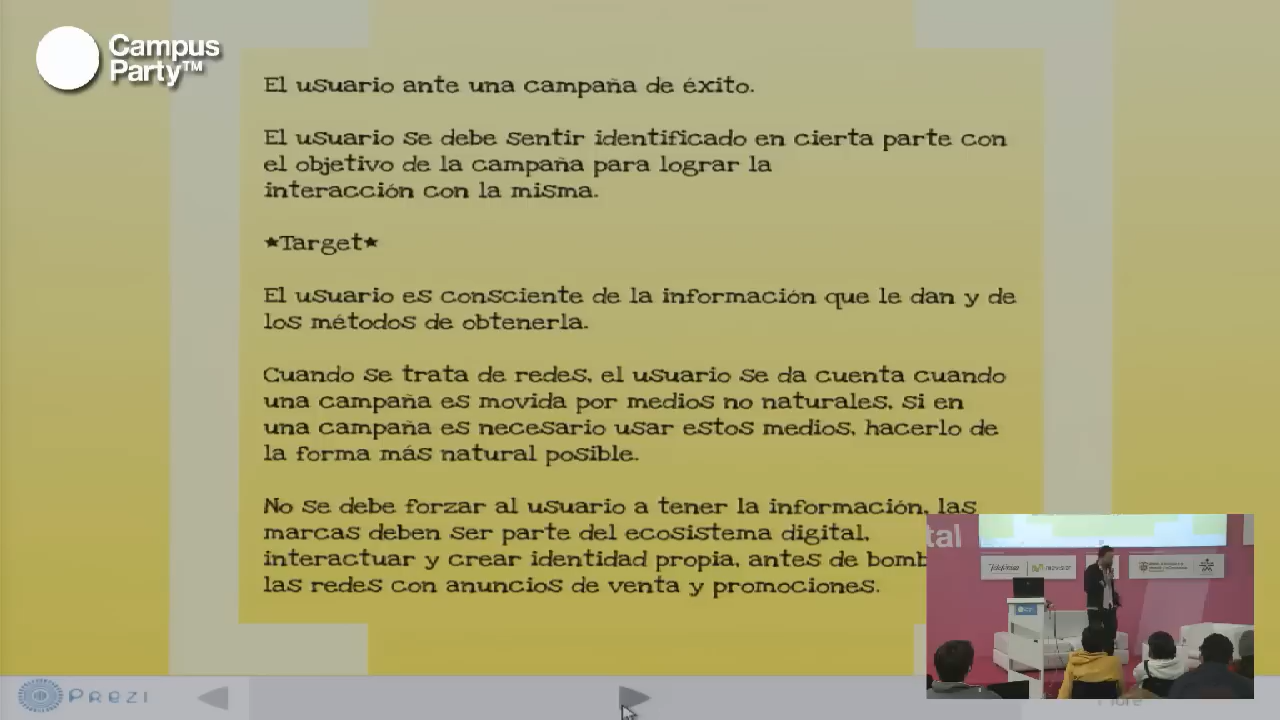 Campus
Party™
El usuario ante una campaña de éxito.
El usuario se debe sentir identificado en cierta parte con
el objetivo de la campaña para lograr la
interacción con la misma.
*Target*
El usuario es consciente de la información que le dan y de
los métodos de obtenerla.
Cuando se trata de redes, el usuario se da cuenta cuando
una campaña es movida por medios no naturales, si en
una campaña es necesario usar estos medios, hacerlo de
la forma más natural posible.
No se debe forzar al usuario a tener la información, las
marcas deben ser parte del ecosistema digital,
interactuar y crear identidad propia, antes de bomb
las redes con anuncios de venta y promociones.
tal
Telefónica movistar
Prezi
More